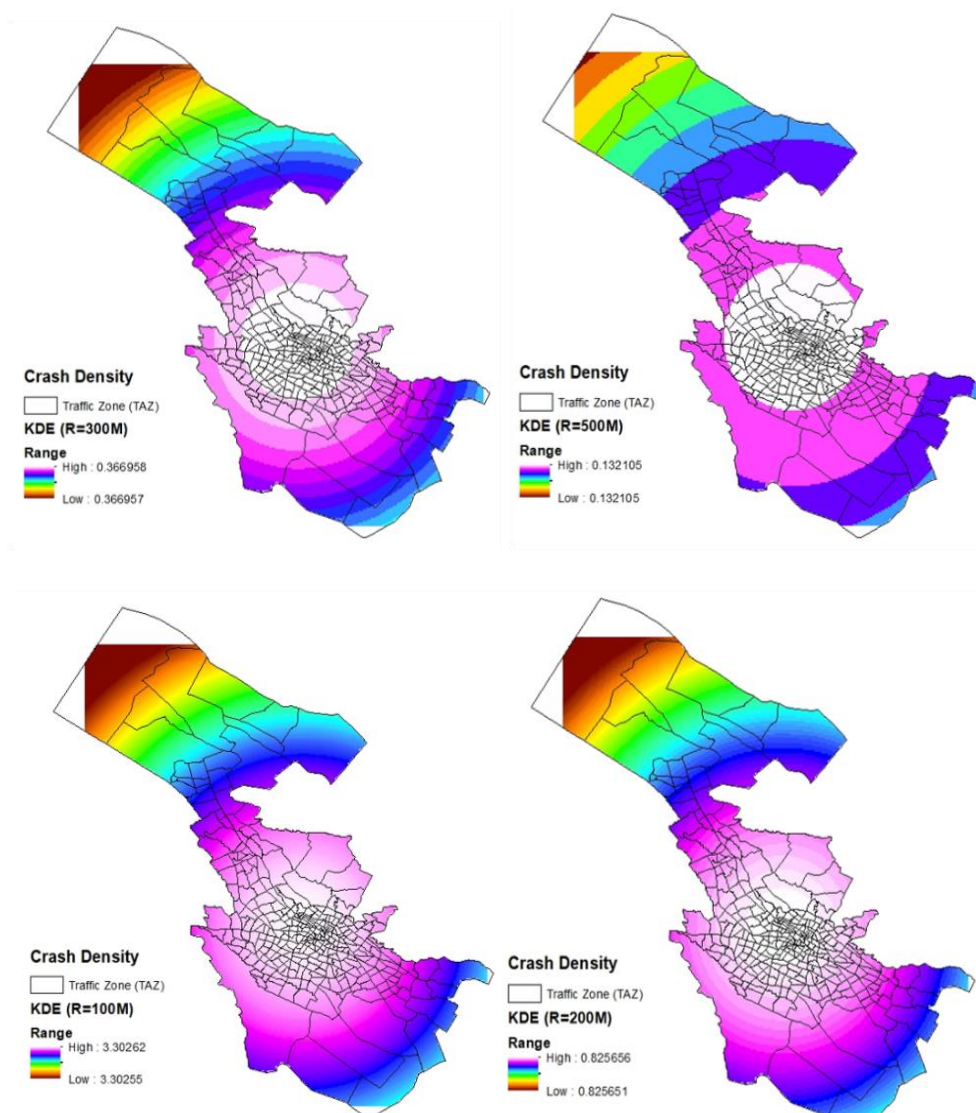 Crash Density
Traffic Zone (TAZ)
KDE (R=300M)
Range
High : 0.366958
Low : 0.366957
Crash Density
Traffic Zone (TAZ)
KDE (R=500M)
Range
High : 0.132105
Low : 0.132105
Crash Density
Traffic Zone (TAZ)
KDE (R=100M)
Range
High : 3.30262
Low : 3.30255
Crash Density
Traffic Zone (TAZ)
KDE (R=200M)
Range
High : 0.825656
Low : 0.825651